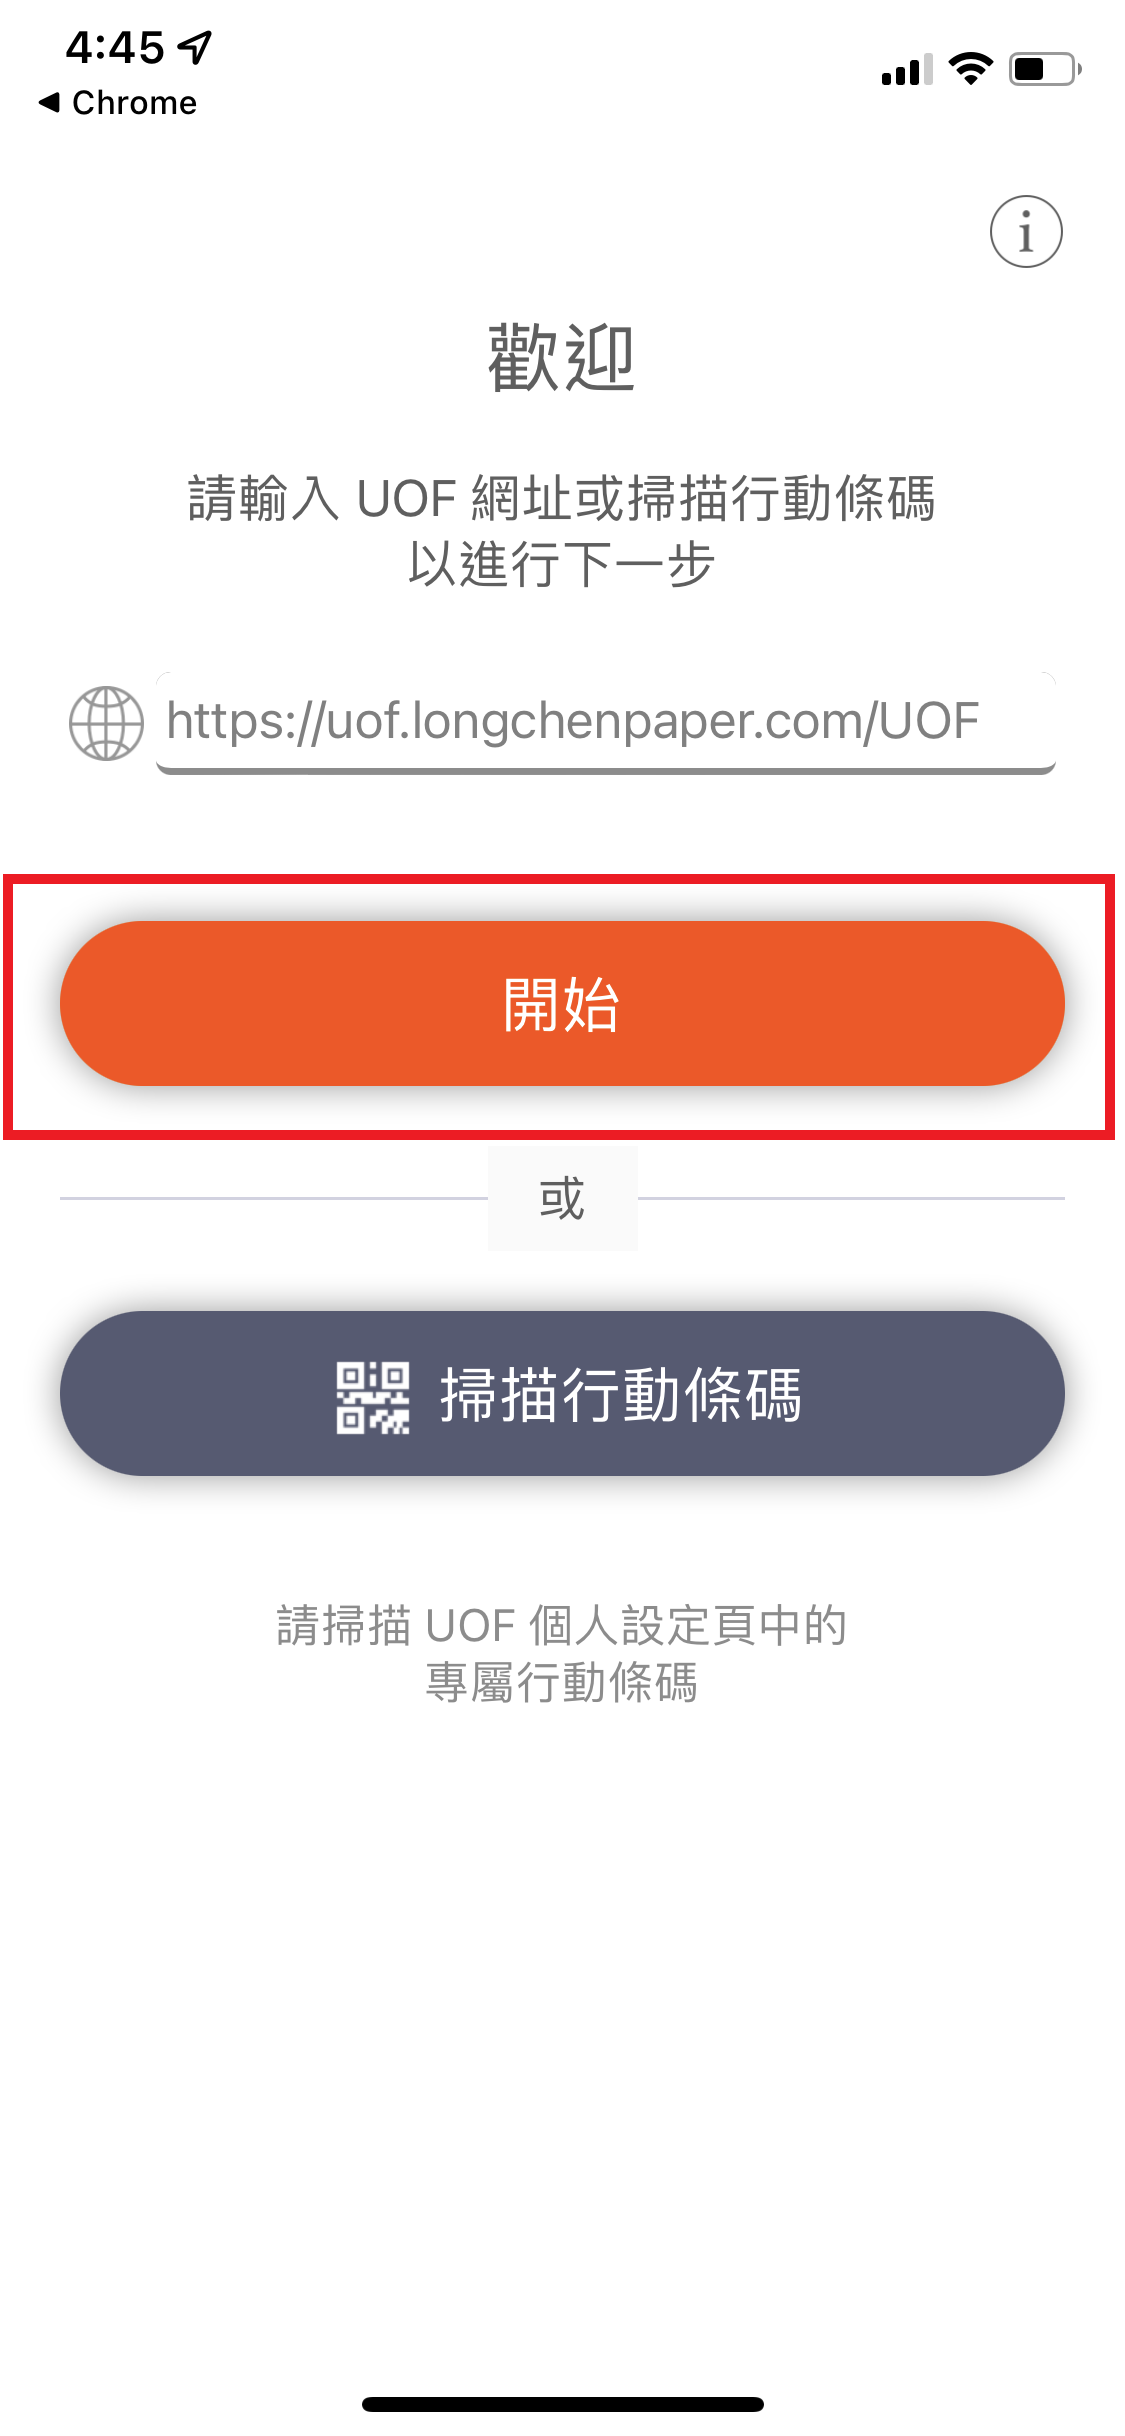 4:45
Chrome
i
歡迎
請輸入 UOF 網址或掃描行動條碼
以進行下一步
https://uof.longchenpaper.com/UOF
開始
或
掃描行動條碼
請掃描 UOF 個人設定頁中的
專屬行動條碼